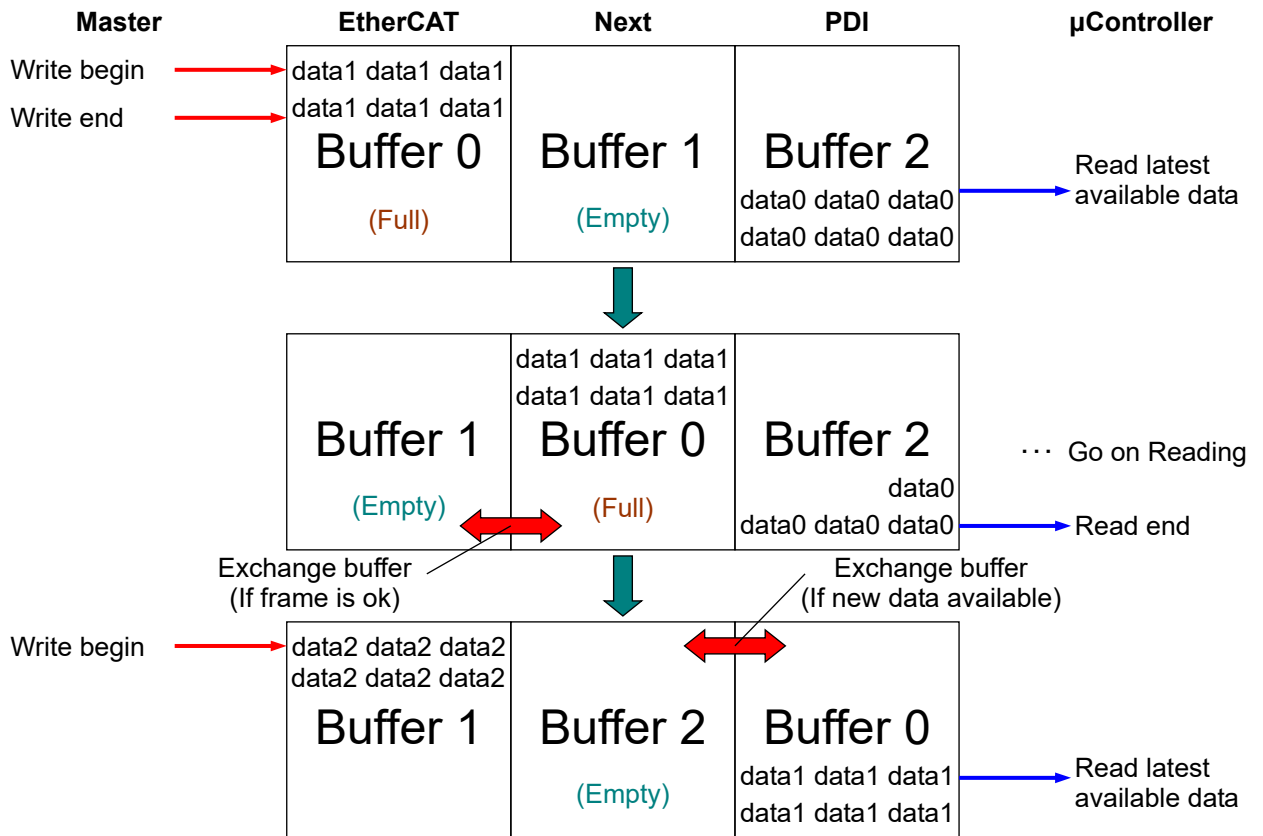 Master EtherCAT Next PDI µController
Write begin
data1 data1 data1
Write end
data1 data1 data1
Buffer 0
Buffer 1
Buffer 2
Read latest
available data
data0 data0 data0
(Full)
(Empty)
data0 data0 data0
data1 data1 data1
data1 data1 data1
Buffer 1
Buffer 0
Buffer 2
··· Go on Reading
data0
(Empty)
(Full)
data0 data0 data0
Read end
Exchange buffer
(If frame is ok)
Exchange buffer
(If new data available)
Write begin
data2 data2 data2
data2 data2 data2
Buffer 1
Buffer 2
Buffer 0
(Empty)
data1 data1 data1
data1 data1 data1
Read latest
available data